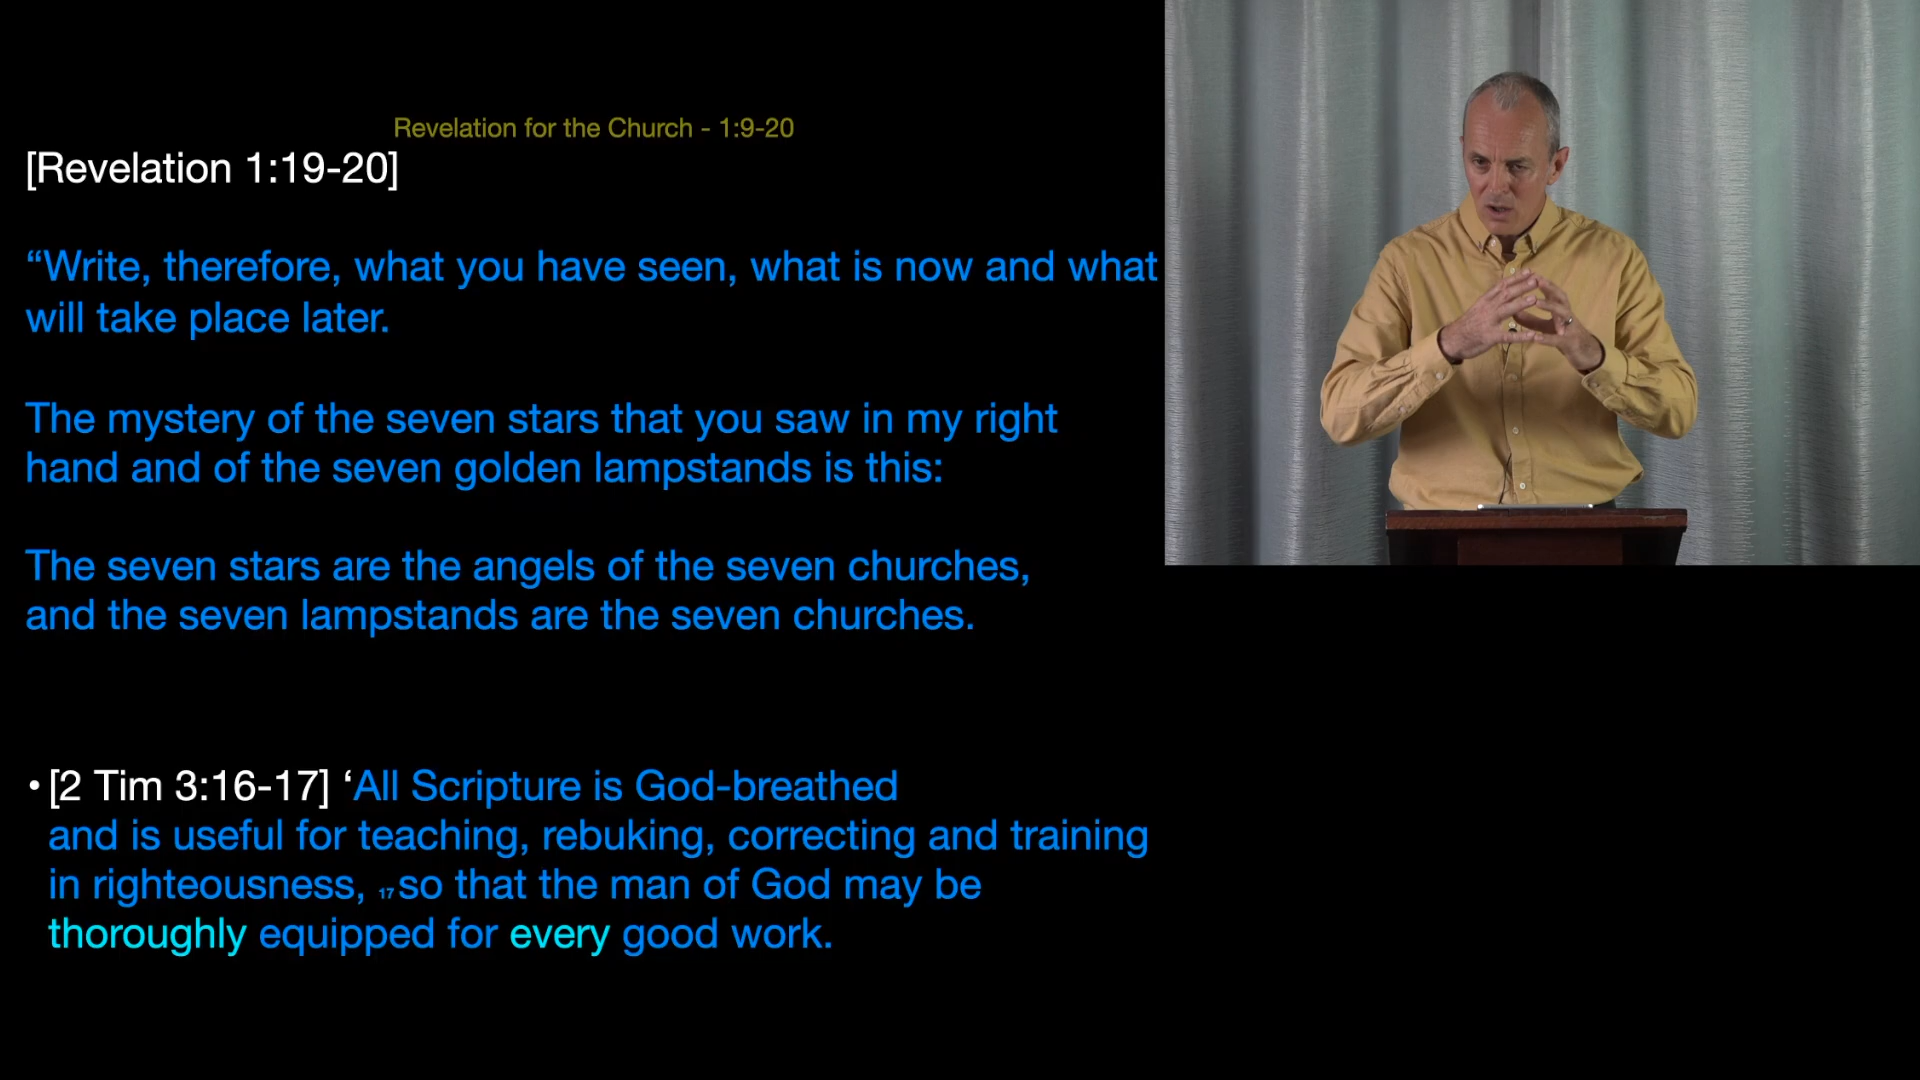 Revelation for the Church - 1:9-20
[Revelation 1:19-20]
“Write, therefore, what you have seen, what is now and what
will take place later.
The mystery of the seven stars that you saw in my right
hand and of the seven golden lampstands is this:
The seven stars are the angels of the seven churches,
and the seven lampstands are the seven churches.
• [2 Tim 3:16-17] ‘All Scripture is God-breathed
and is useful for teaching, rebuking, correcting and training
in righteousness, 17 so that the man of God may be
thoroughly equipped for every good work.